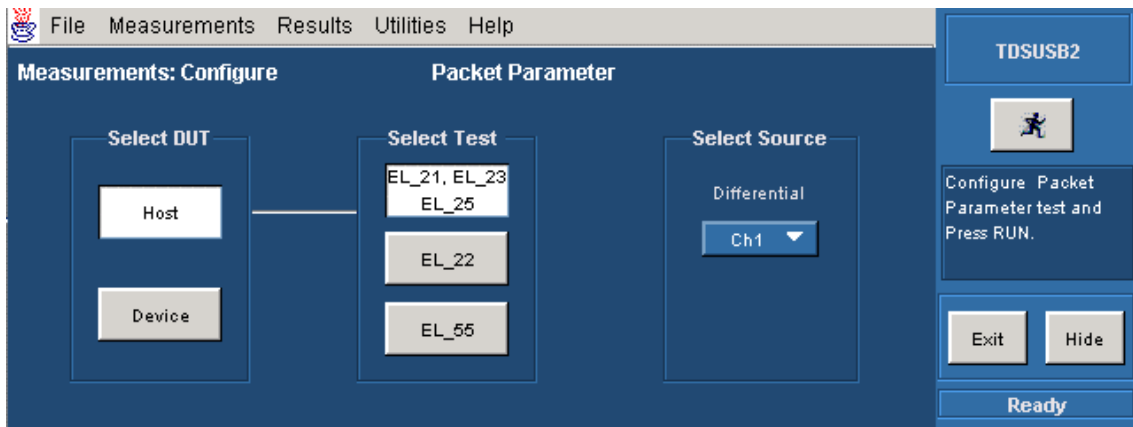 File Measurements Results Utilities Help
TDSUSB2
Measurements: Configure Packet Parameter
Select DUT
Host
Device
Select Test
EL_21, EL_23
EL_25
EL_22
EL_55
Select Source
Differential
Ch1
Configure Packet
Parameter test and
Press RUN.
Exit Hide
Ready